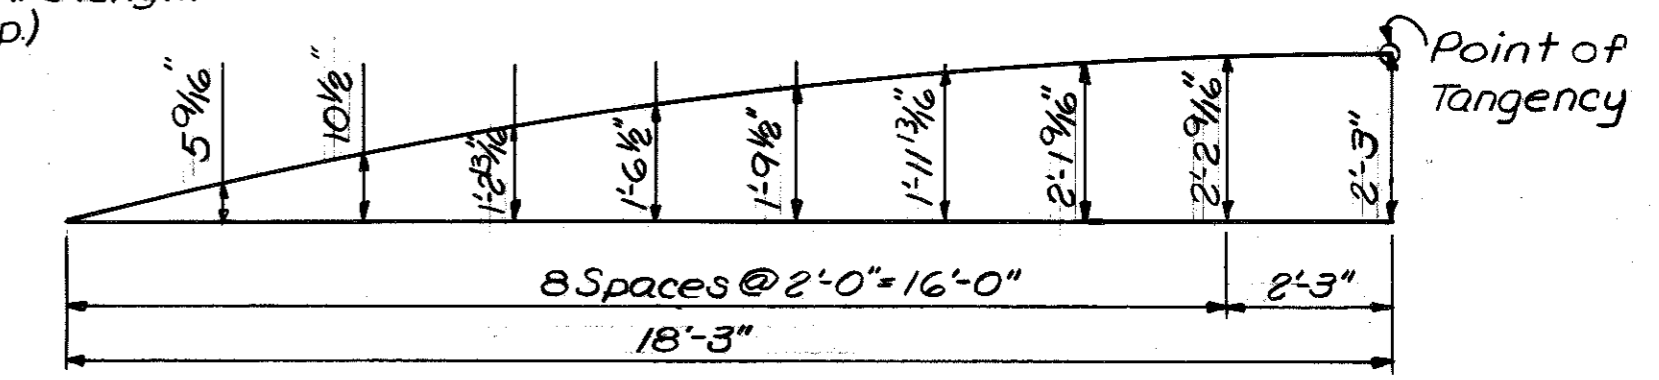 p.)
5 9/16"
10 1/2"
1'-2 13/16"
1'-6 1/2"
1'-9 1/8"
1'-11 13/16"
2'-1 9/16"
2'-2 9/16"
2'-3"
Point of
Tangency
8 Spaces @ 2'-0" = 16'-0"
2'-3"
18'-3"